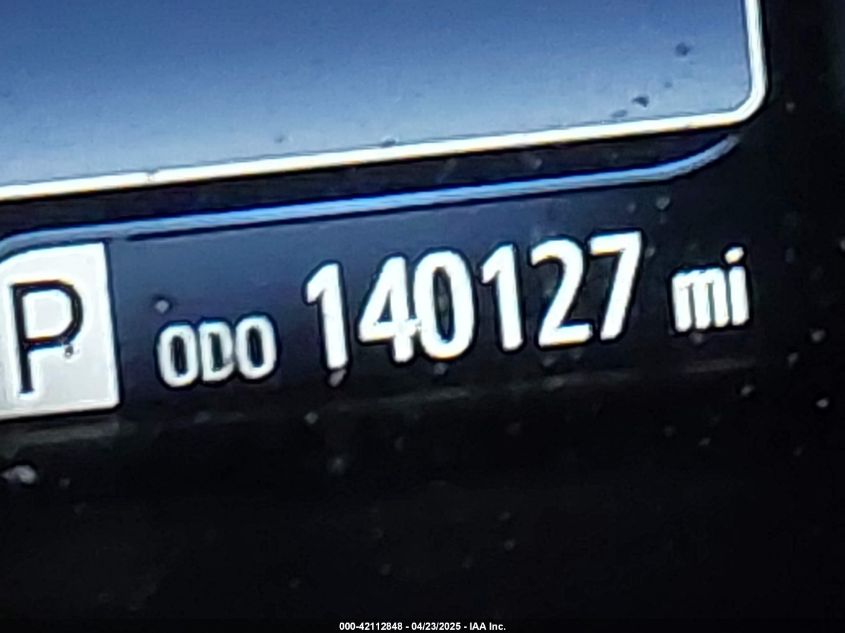 P ODO 140127 mi
000-42112848 - 04/23/2025 - IAA Inc.